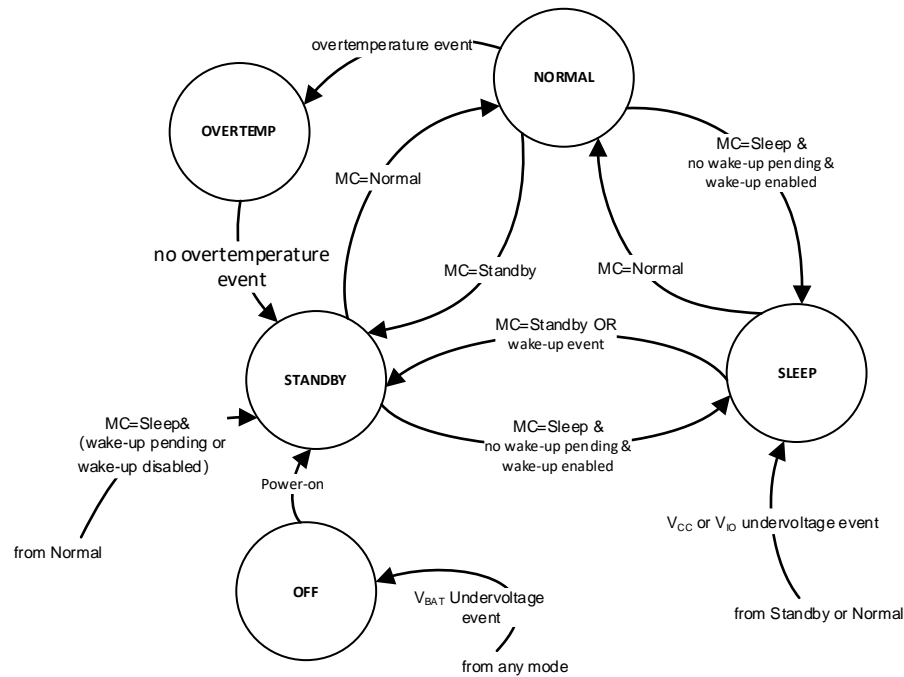 overtemperature event
NORMAL
OVERTEMP
MC=Sleep &
no wake-up pending &
wake-up enabled
MC=Normal
no overtemperature
event
MC=Standby
MC=Normal
MC=Standby OR
wake-up event
STANDBY
SLEEP
MC=Sleep&
(wake-up pending or
wake-up disabled)
MC=Sleep &
no wake-up pending &
wake-up enabled
Power-on
from Normal
VCC or VIO undervoltage event
OFF
VBAT Undervoltage
event
from Standby or Normal
from any mode